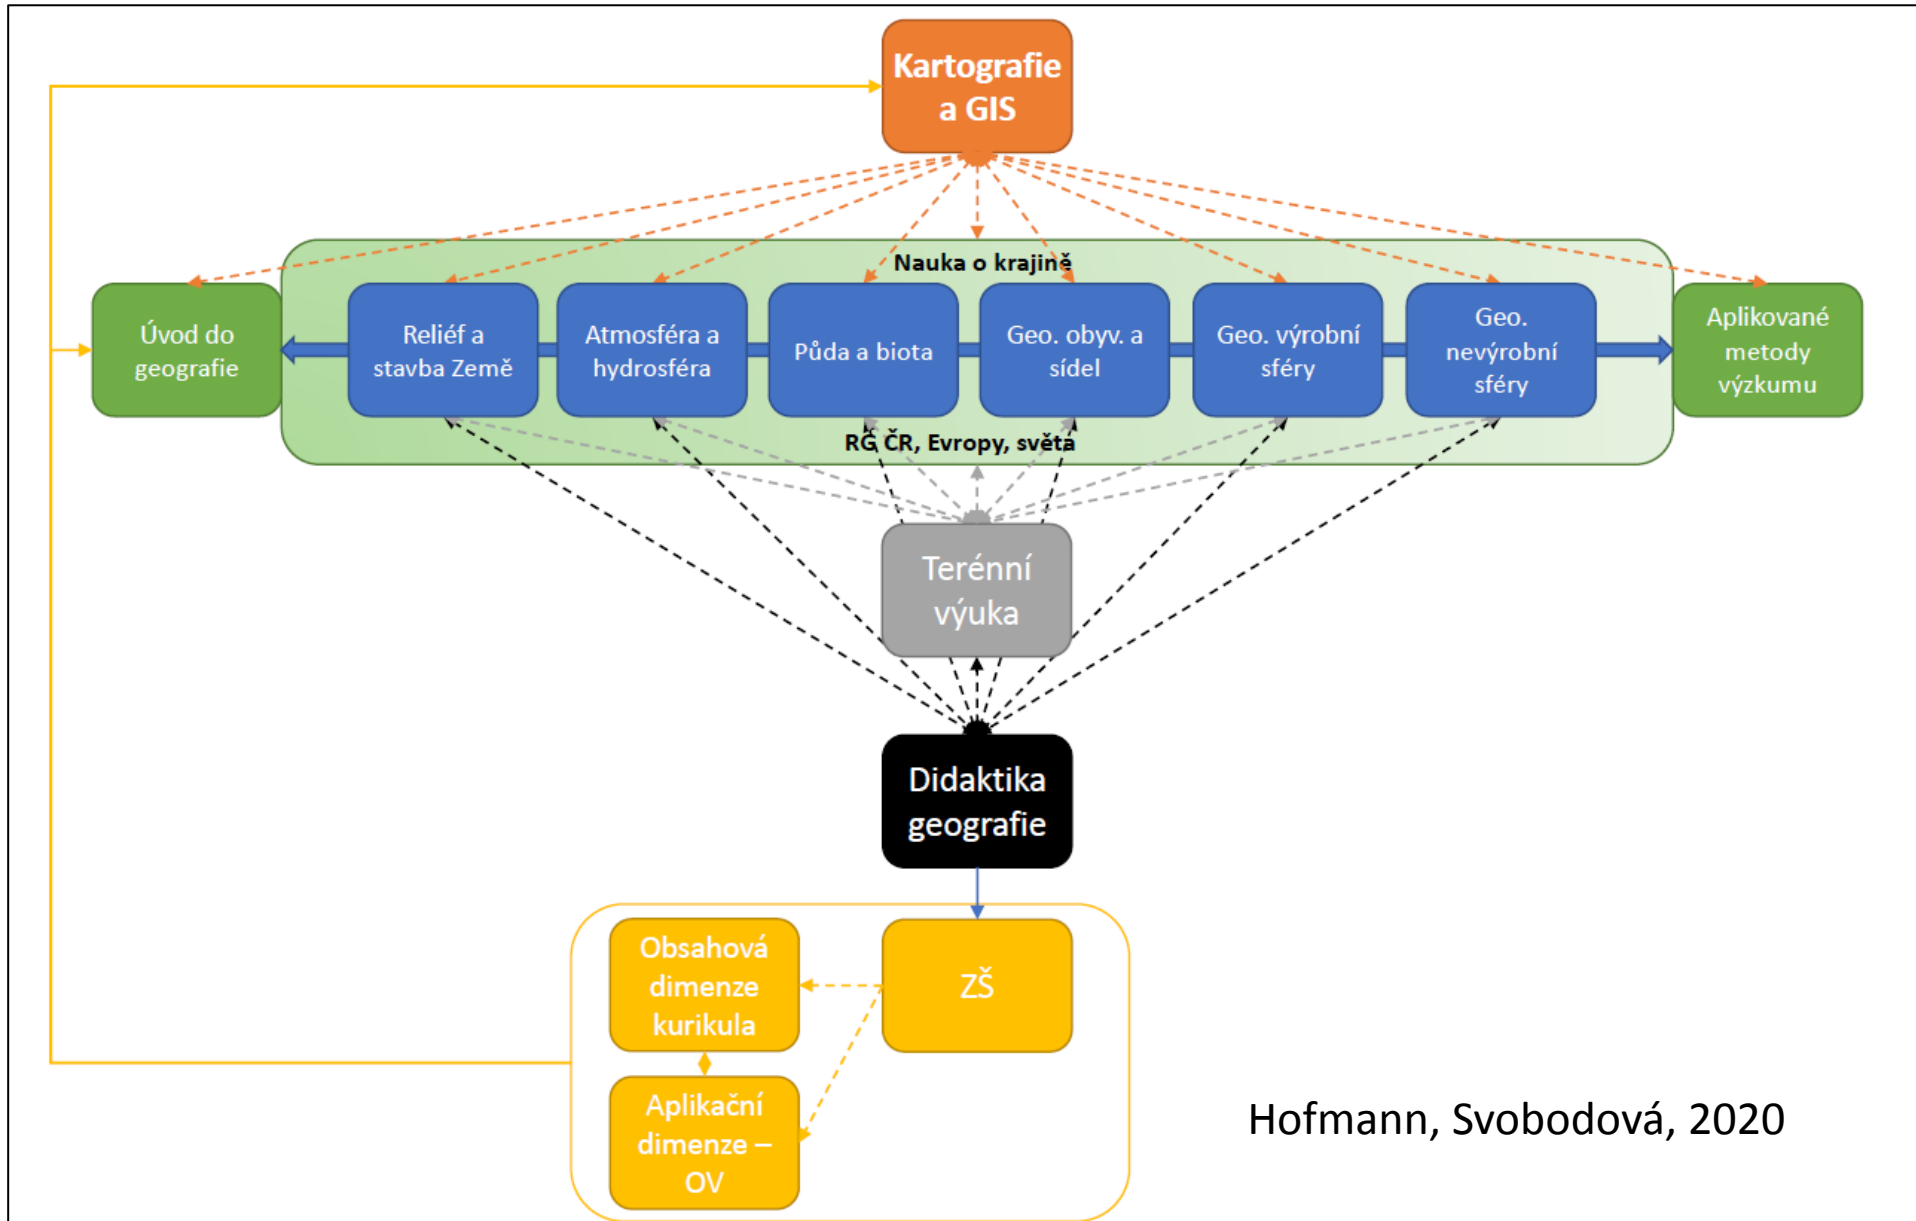 Kartografie
a GIS
Nauka o krajině
Úvod do
geografie
Reliéf a
stavba Země
Atmosféra a
hydrosféra
Půda a biota
Geo. obyv. a
sídel
Geo. výrobní
sféry
Geo.
nevýrobní
sféry
Aplikované
metody
výzkumu
RG ČR, Evropy, světa
Terénní
výuka
Didaktika
geografie
Obsahová
dimenze
kurikula
ZŠ
Aplikační
dimenze –
OV
Hofmann, Svobodová, 2020